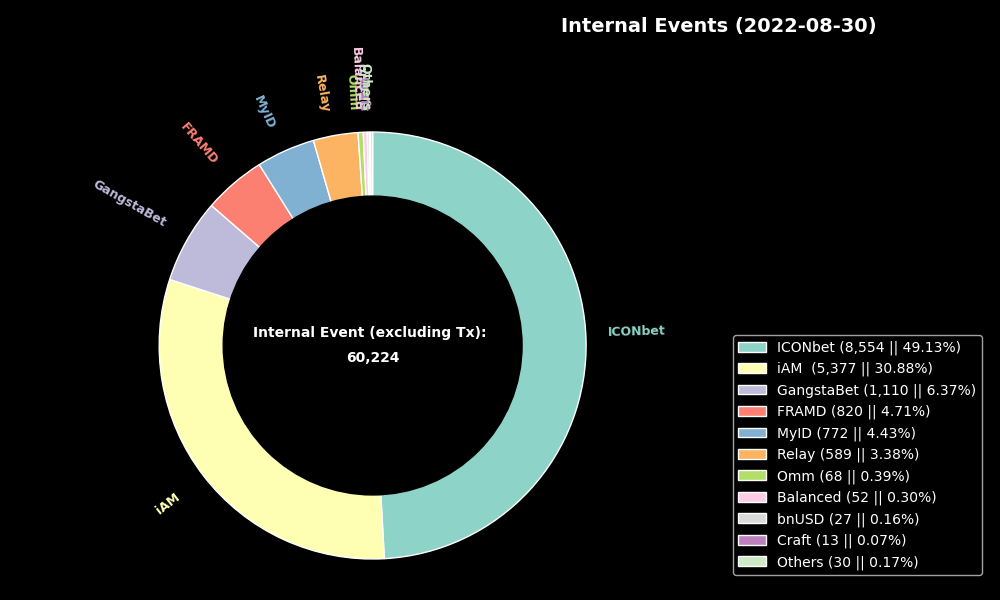 Internal Events (2022-08-30)
Balanced
Others
Omm
Relay
MyID
FRAMD
GangstaBet
ICONbet
iAM
Internal Event (excluding Tx):
60,224
ICONbet (8,554 || 49.13%)
iAM  (5,377 || 30.88%)
GangstaBet (1,110 || 6.37%)
FRAMD (820 || 4.71%)
MyID (772 || 4.43%)
Relay (589 || 3.38%)
Omm (68 || 0.39%)
Balanced (52 || 0.30%)
bnUSD (27 || 0.16%)
Craft (13 || 0.07%)
Others (30 || 0.17%)